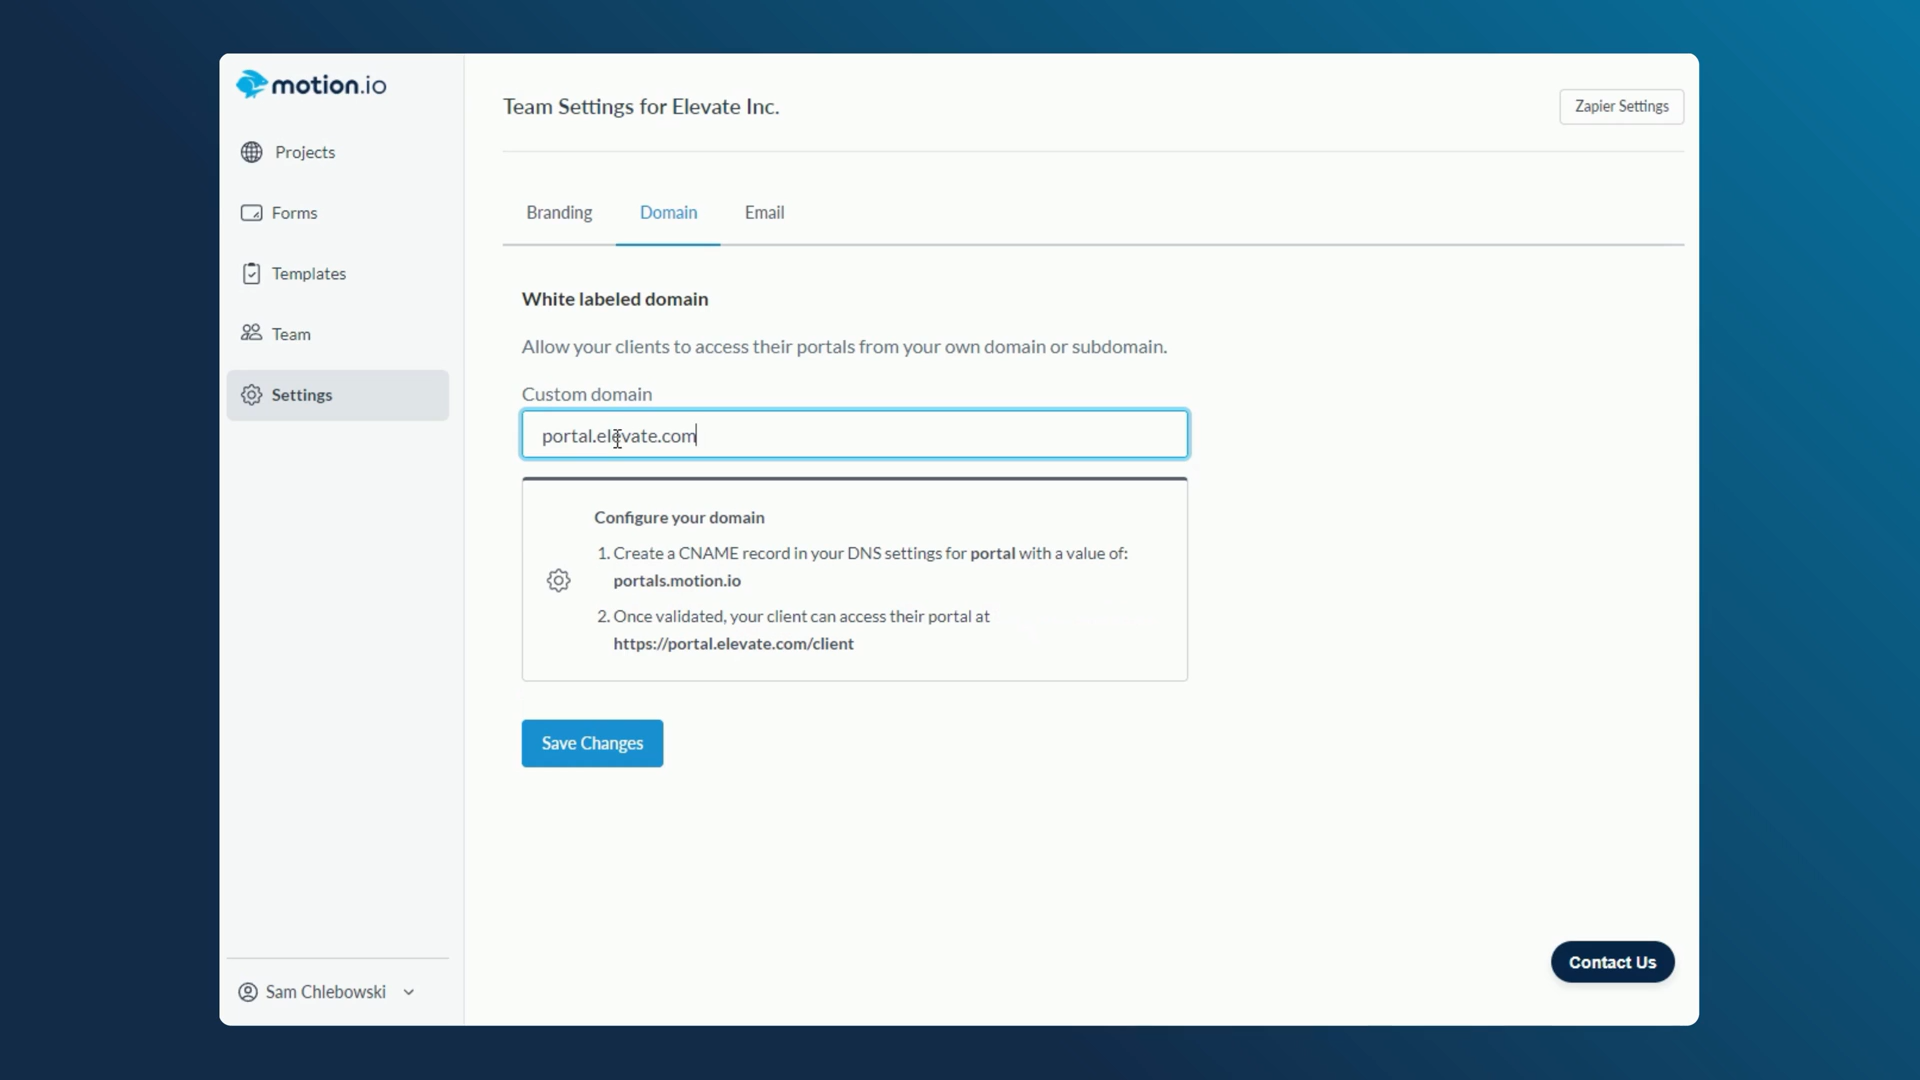 motion.io
Projects
Forms
Templates
Team
Settings
Sam Chlebowski
Team Settings for Elevate Inc.
Zapier Settings
Branding
Domain
Email
White labeled domain
Allow your clients to access their portals from your own domain or subdomain.
Custom domain
portal.elevate.com
Configure your domain
1. Create a CNAME record in your DNS settings for portal with a value of:
portals.motion.io
2. Once validated, your client can access their portal at
https://portal.elevate.com/client
Save Changes
Contact Us